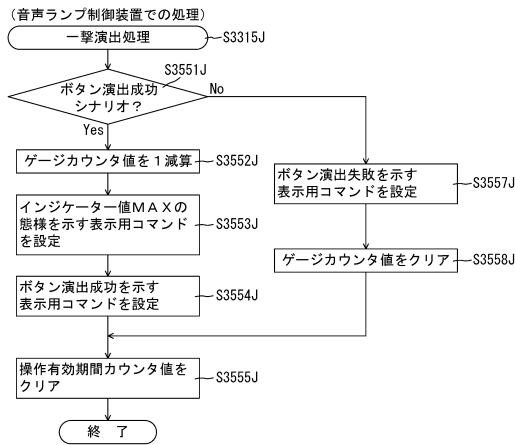 （音声ランプ制御装置での処理）
一撃演出処理
S3315J
S3551J
ボタン演出成功
シナリオ？
No
Yes
ゲージカウンタ値を１減算
S3552J
インジケーター値ＭＡＸの
態様を示す表示用コマンド
を設定
S3553J
ボタン演出成功を示す
表示用コマンドを設定
S3554J
ボタン演出失敗を示す
表示用コマンドを設定
S3557J
ゲージカウンタ値をクリア
S3558J
操作有効期間カウンタ値を
クリア
S3555J
終 了